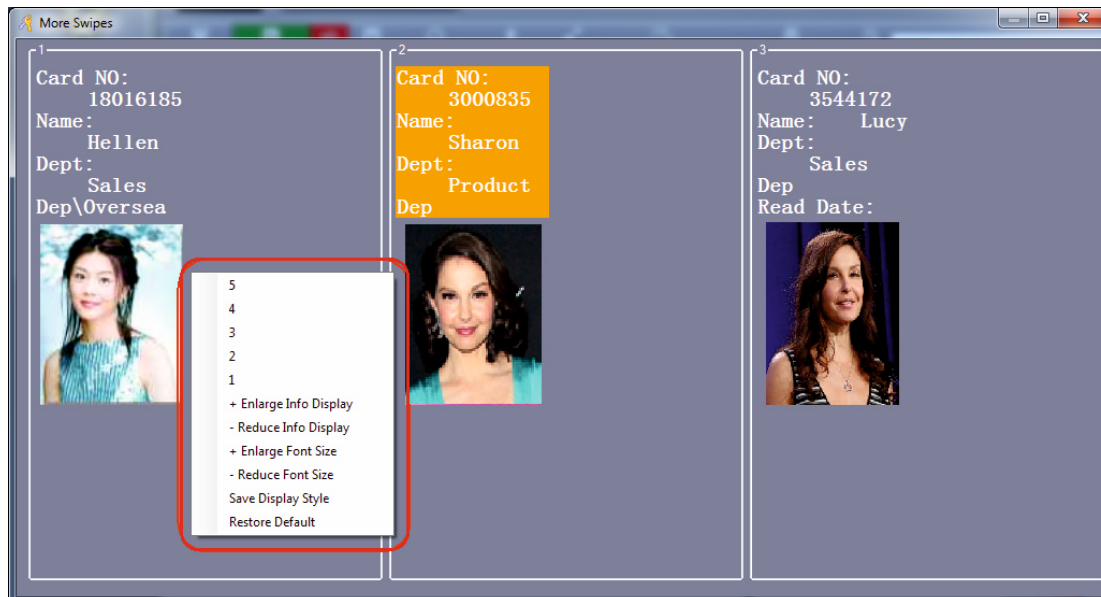 More Swipes
1
Card NO:
18016185
Name:
Hellen
Dept:
Sales
Dep\Oversea
2
Card NO:
3000835
Name:
Sharon
Dept:
Product
Dep
3
Card NO:
3544172
Name: Lucy
Dept:
Sales
Dep
Read Date:
5
4
3
2
1
+ Enlarge Info Display
- Reduce Info Display
+ Enlarge Font Size
- Reduce Font Size
Save Display Style
Restore Default